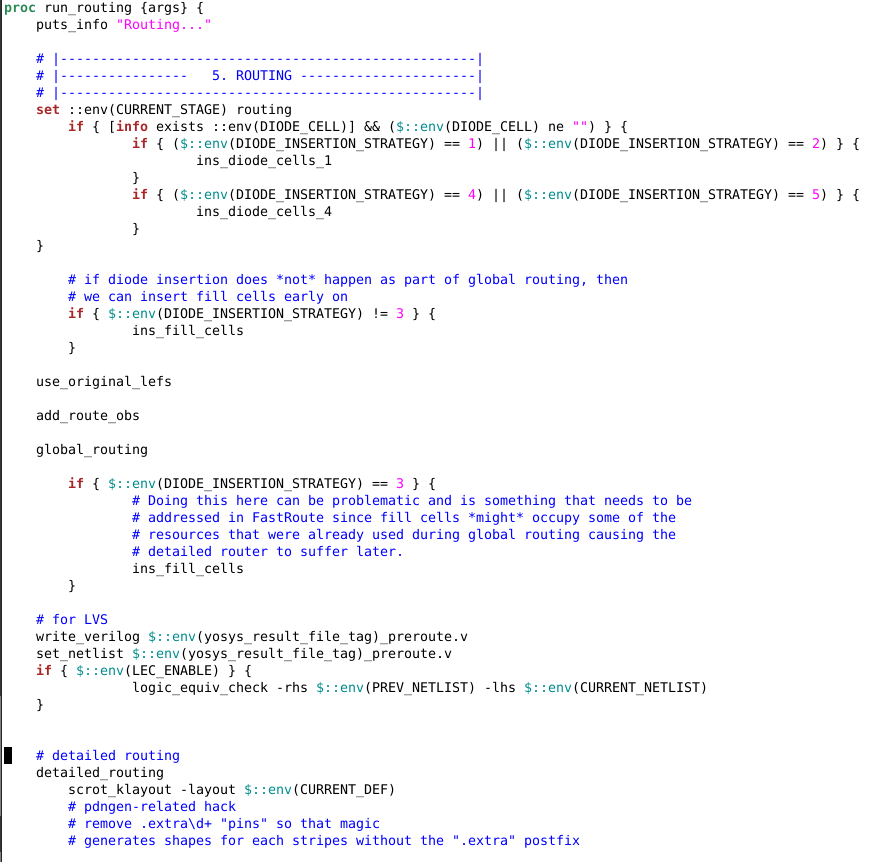 proc run_routing {args} {
    puts_info "Routing..."

    # |----------------------------------------------------|
    # |----------------   5. ROUTING ----------------------|
    # |----------------------------------------------------|
    set ::env(CURRENT_STAGE) routing
        if { [info exists ::env(DIODE_CELL)] && ($::env(DIODE_CELL) ne "") } {
                if { ($::env(DIODE_INSERTION_STRATEGY) == 1) || ($::env(DIODE_INSERTION_STRATEGY) == 2) } {
                        ins_diode_cells_1
                }
                if { ($::env(DIODE_INSERTION_STRATEGY) == 4) || ($::env(DIODE_INSERTION_STRATEGY) == 5) } {
                        ins_diode_cells_4
                }
    }

        # if diode insertion does *not* happen as part of global routing, then
        # we can insert fill cells early on
        if { $::env(DIODE_INSERTION_STRATEGY) != 3 } {
                ins_fill_cells
        }

    use_original_lefs

    add_route_obs

    global_routing

        if { $::env(DIODE_INSERTION_STRATEGY) == 3 } {
                # Doing this here can be problematic and is something that needs to be
                # addressed in FastRoute since fill cells *might* occupy some of the
                # resources that were already used during global routing causing the
                # detailed router to suffer later.
                ins_fill_cells
        }

    # for LVS
    write_verilog $::env(yosys_result_file_tag)_preroute.v
    set_netlist $::env(yosys_result_file_tag)_preroute.v
    if { $::env(LEC_ENABLE) } {
                logic_equiv_check -rhs $::env(PREV_NETLIST) -lhs $::env(CURRENT_NETLIST)
    }


    # detailed routing
    detailed_routing
        scrot_klayout -layout $::env(CURRENT_DEF)
        # pdngen-related hack
        # remove .extra\d+ "pins" so that magic
        # generates shapes for each stripes without the ".extra" postfix